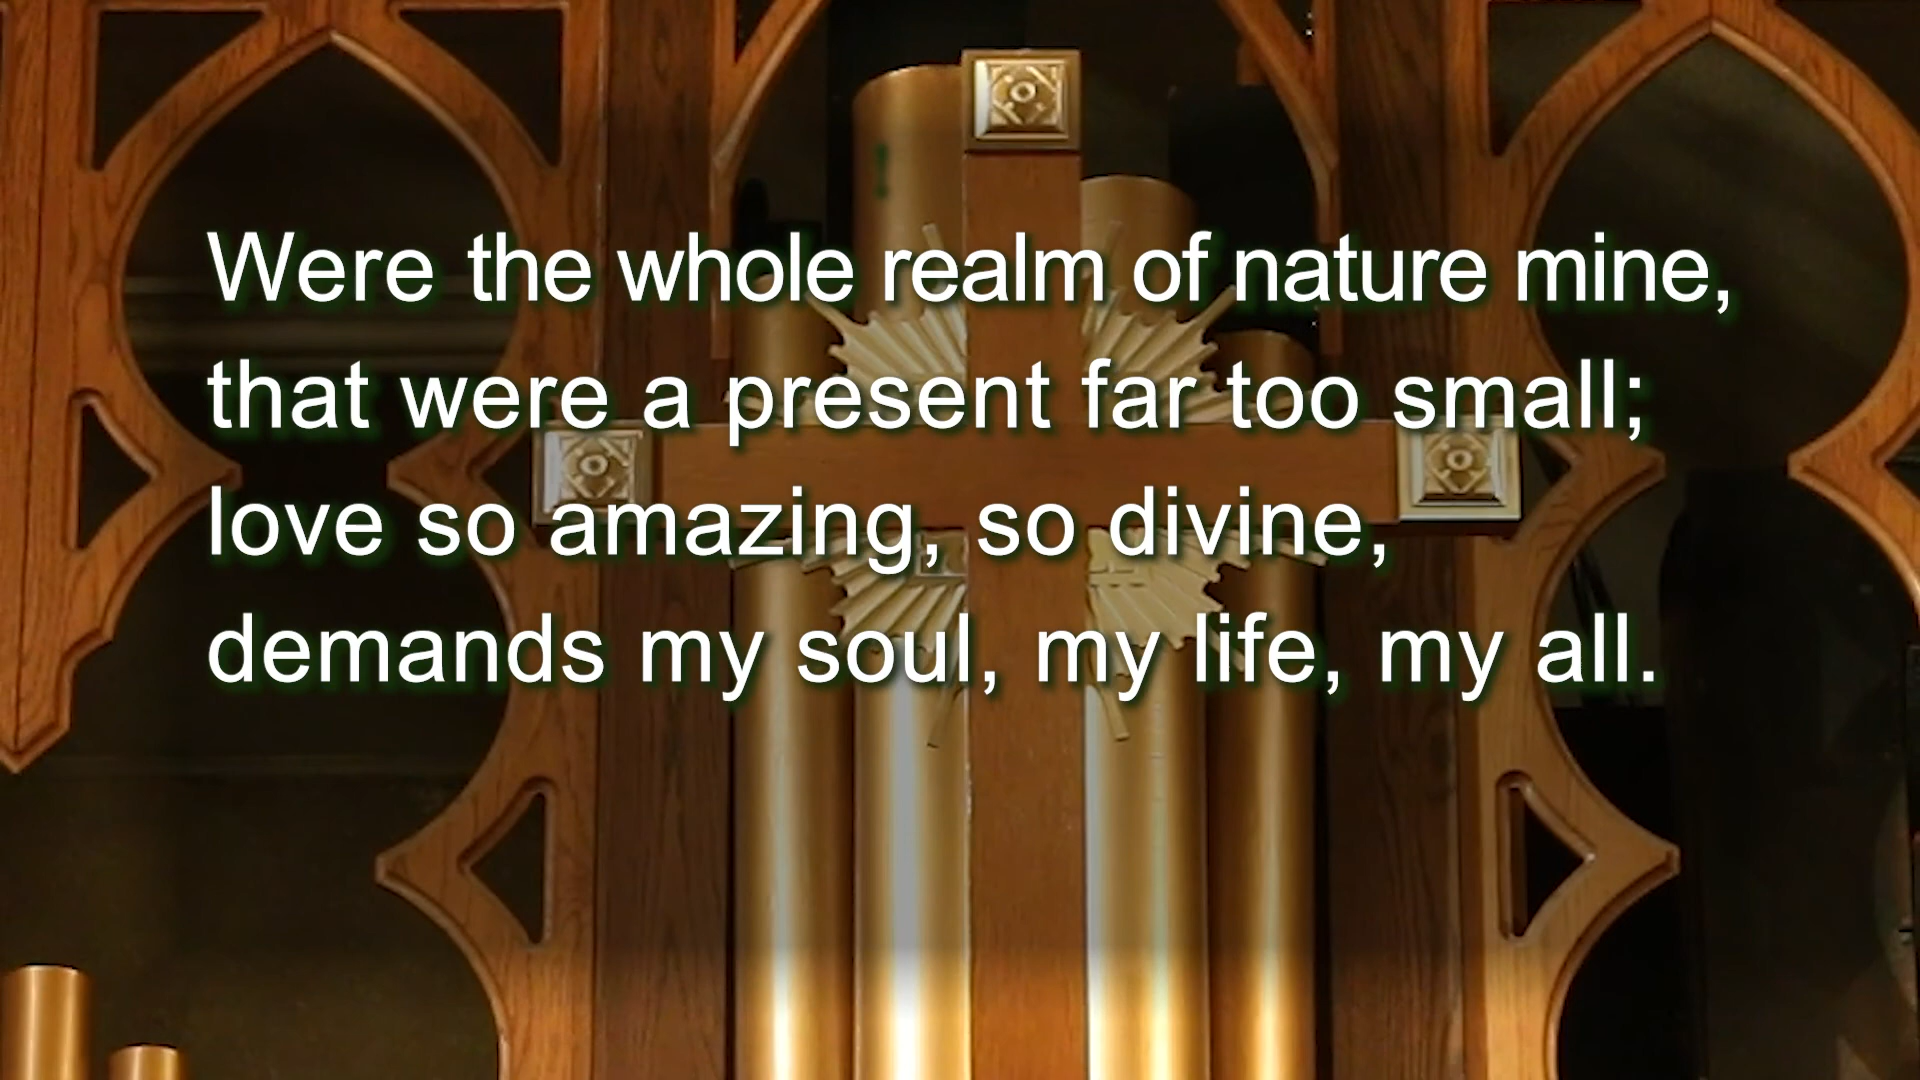 Were the whole realm of nature mine,
that were a present far too small;
love so amazing, so divine,
demands my soul, my life, my all.